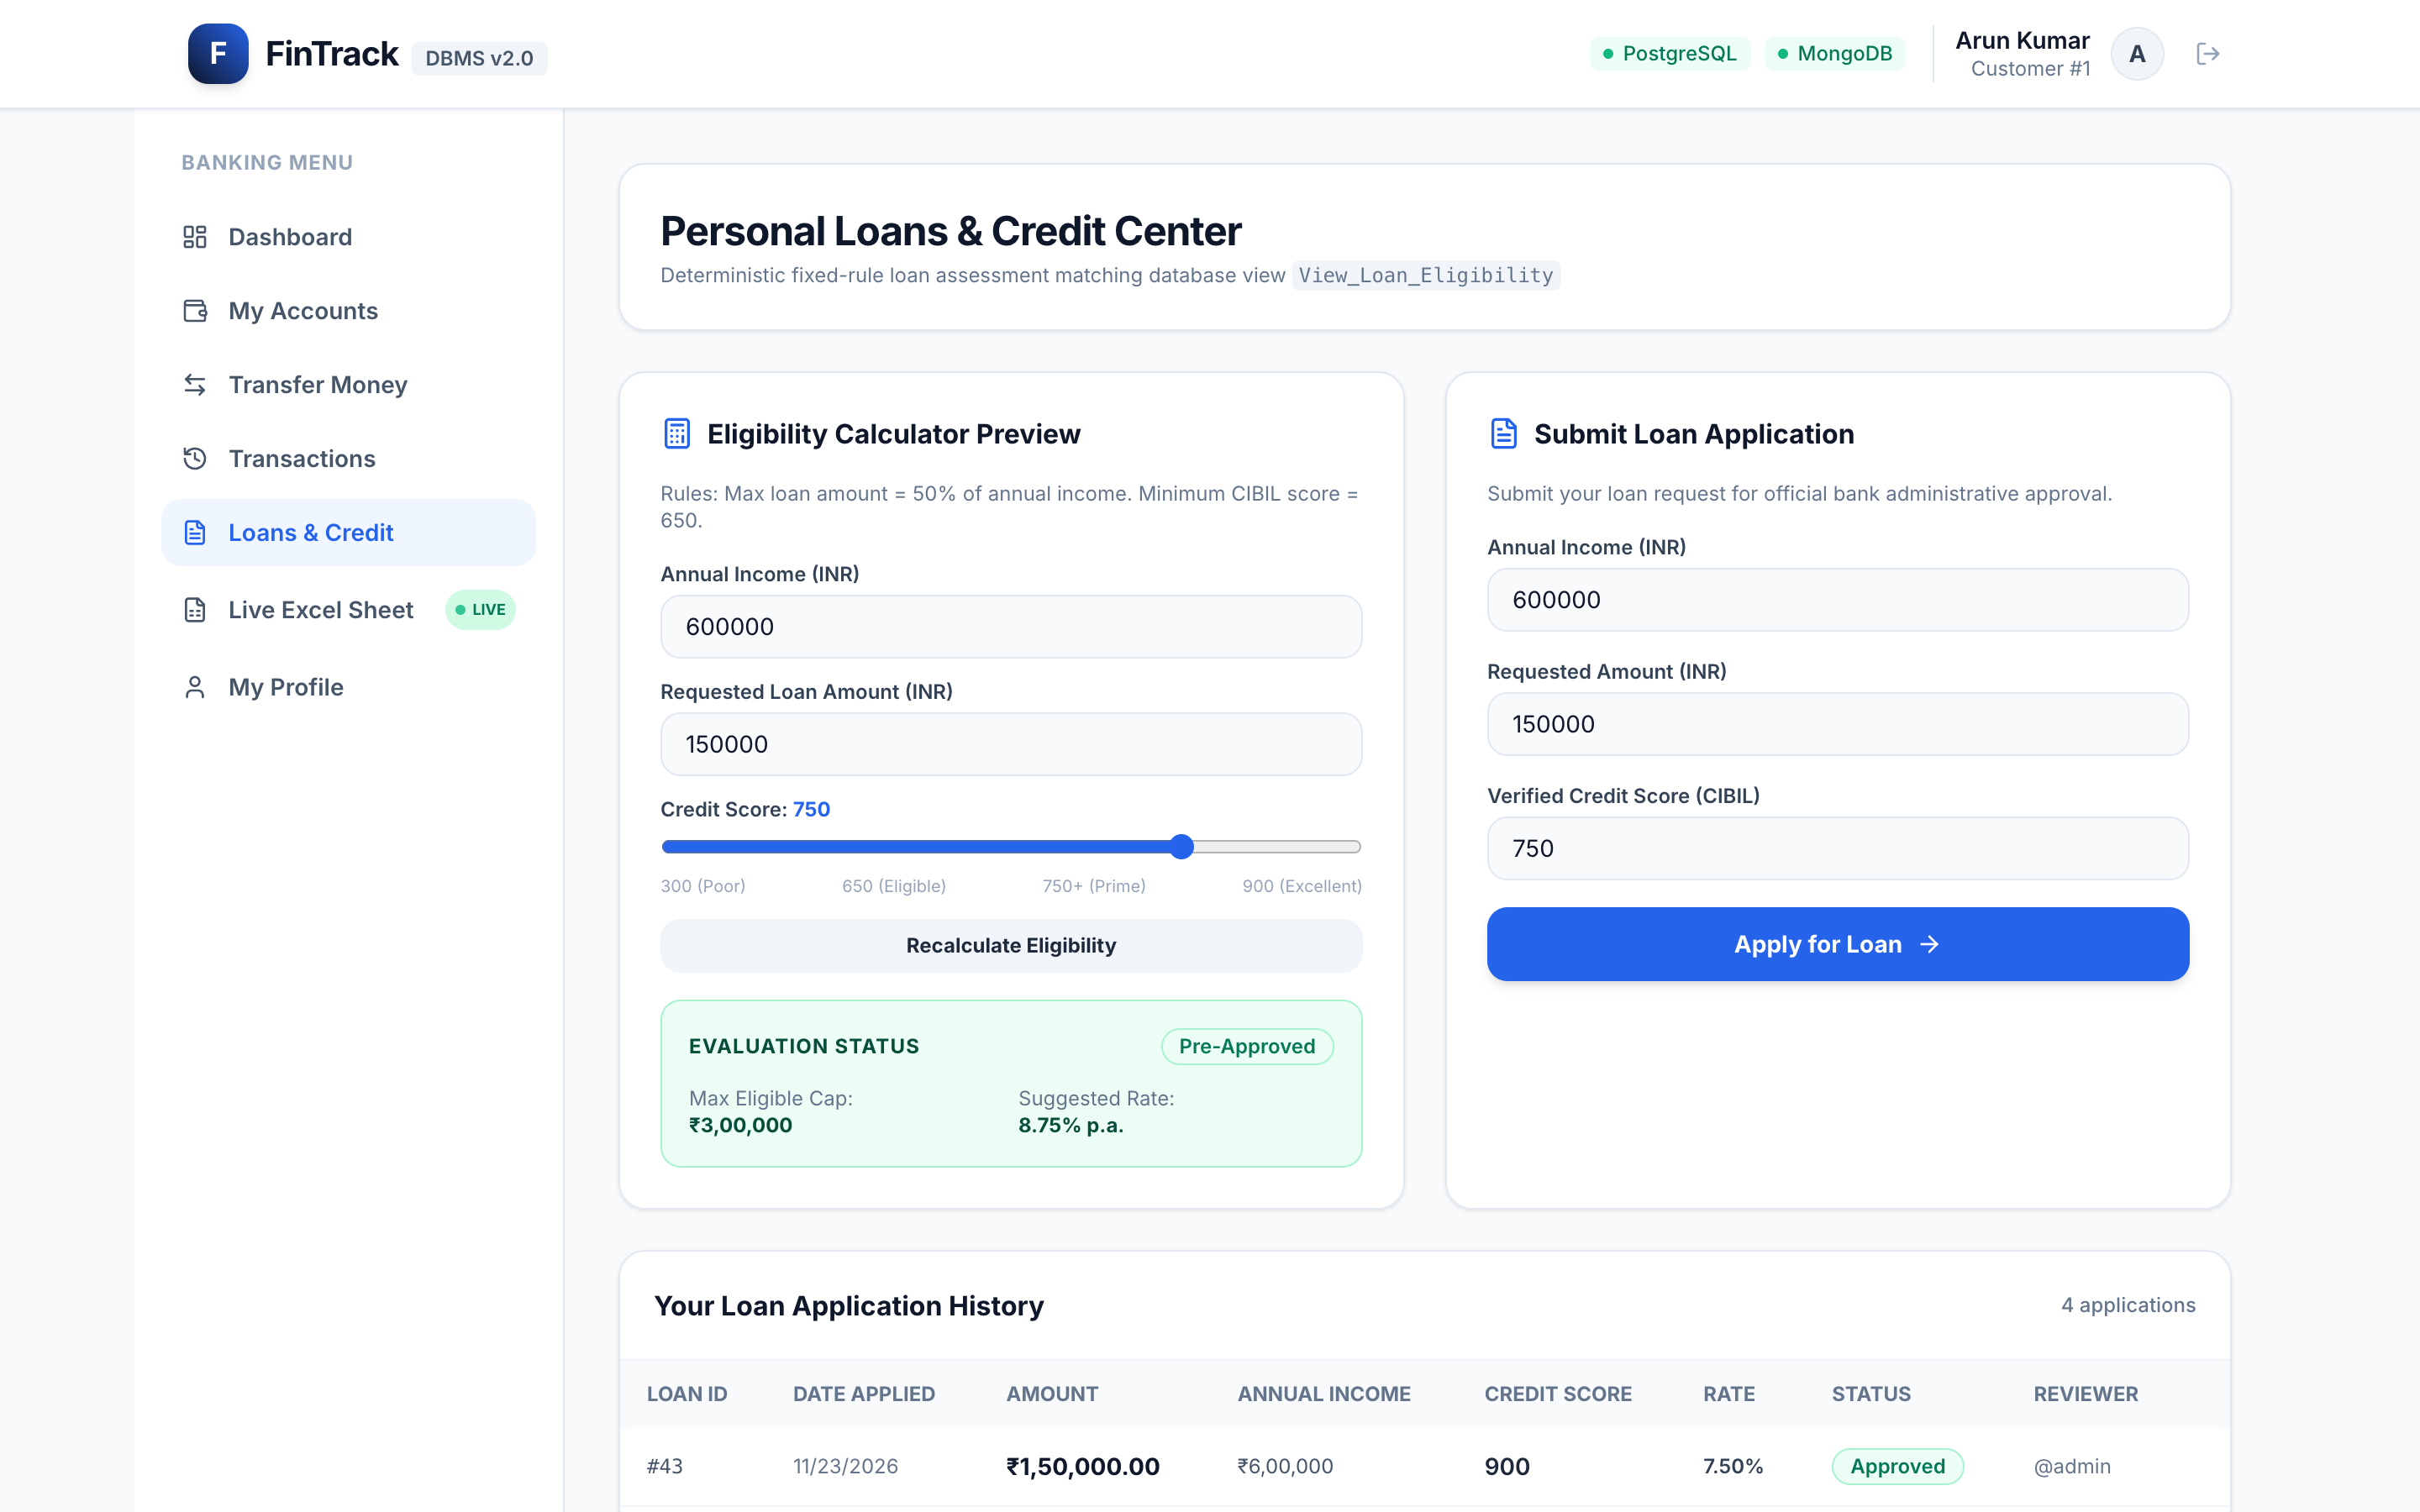 F FinTrack DBMS v2.0
PostgreSQL MongoDB
Arun Kumar
Customer #1
A
BANKING MENU
Dashboard
My Accounts
Transfer Money
Transactions
Loans & Credit
Live Excel Sheet LIVE
My Profile
Personal Loans & Credit Center
Deterministic fixed-rule loan assessment matching database view View_Loan_Eligibility
Eligibility Calculator Preview
Rules: Max loan amount = 50% of annual income. Minimum CIBIL score =
650.
Annual Income (INR)
600000
Requested Loan Amount (INR)
150000
Credit Score: 750
300 (Poor) 650 (Eligible) 750+ (Prime) 900 (Excellent)
Recalculate Eligibility
EVALUATION STATUS Pre-Approved
Max Eligible Cap: Suggested Rate:
₹3,00,000 8.75% p.a.
Submit Loan Application
Submit your loan request for official bank administrative approval.
Annual Income (INR)
600000
Requested Amount (INR)
150000
Verified Credit Score (CIBIL)
750
Apply for Loan →
Your Loan Application History 4 applications
LOAN ID DATE APPLIED AMOUNT ANNUAL INCOME CREDIT SCORE RATE STATUS REVIEWER
#43 11/23/2026 ₹1,50,000.00 ₹6,00,000 900 7.50% Approved @admin